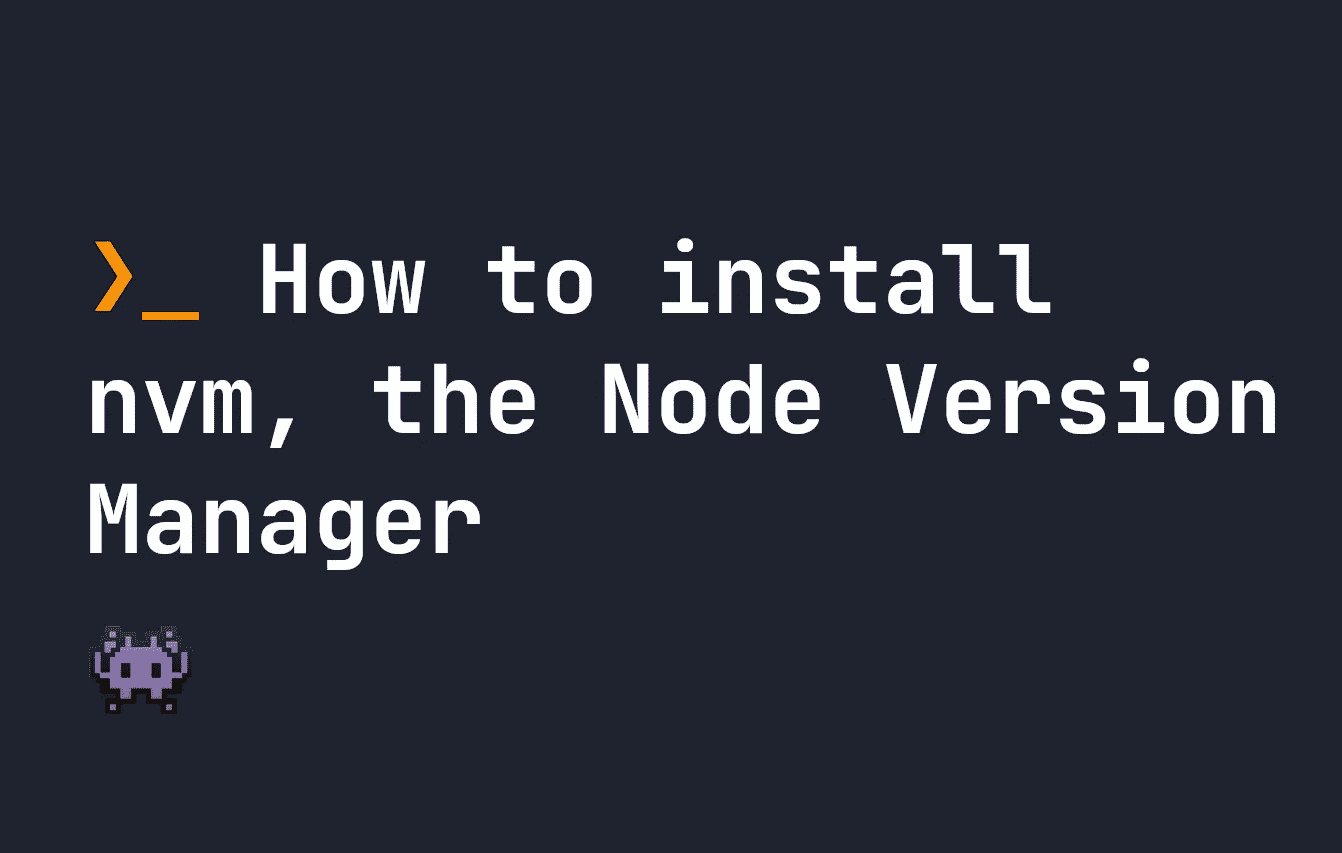 ❯_ How to install
nvm, the Node Version
Manager